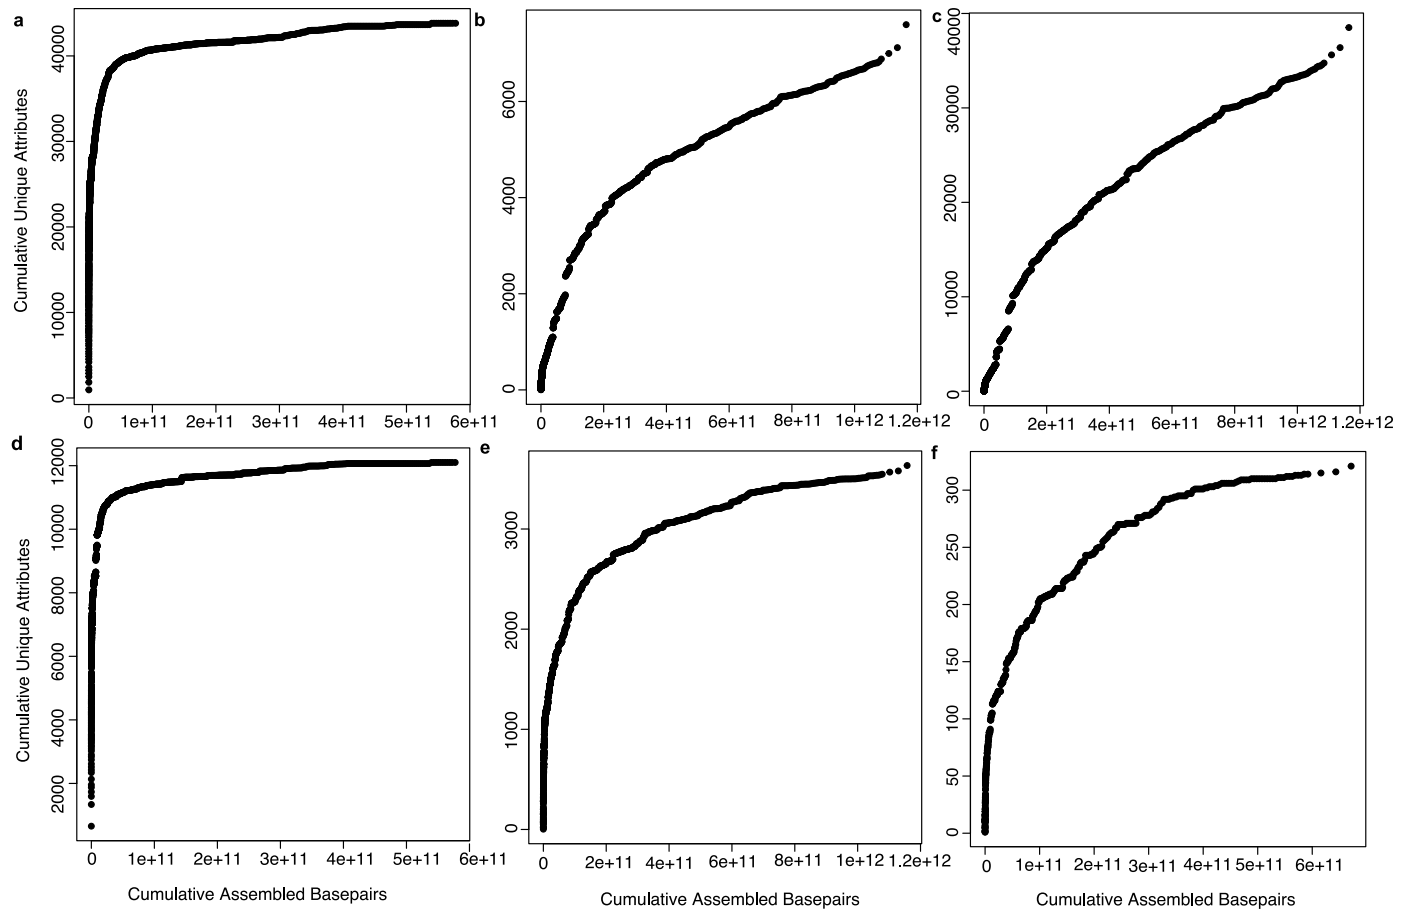 a
Cumulative Unique Attributes
0 10000 20000 30000 40000
0 1e+11 2e+11 3e+11 4e+11 5e+11 6e+11
b
0 2000 4000 6000
0 2e+11 4e+11 6e+11 8e+11 1e+12 1.2e+12
c
0 10000 20000 30000 40000
0 2e+11 4e+11 6e+11 8e+11 1e+12 1.2e+12
d
Cumulative Unique Attributes
2000 4000 6000 8000 10000 12000
0 1e+11 2e+11 3e+11 4e+11 5e+11 6e+11
Cumulative Assembled Basepairs
e
0 1000 2000 3000
0 2e+11 4e+11 6e+11 8e+11 1e+12 1.2e+12
Cumulative Assembled Basepairs
f
0 50 100 150 200 250 300
0 1e+11 2e+11 3e+11 4e+11 5e+11 6e+11
Cumulative Assembled Basepairs